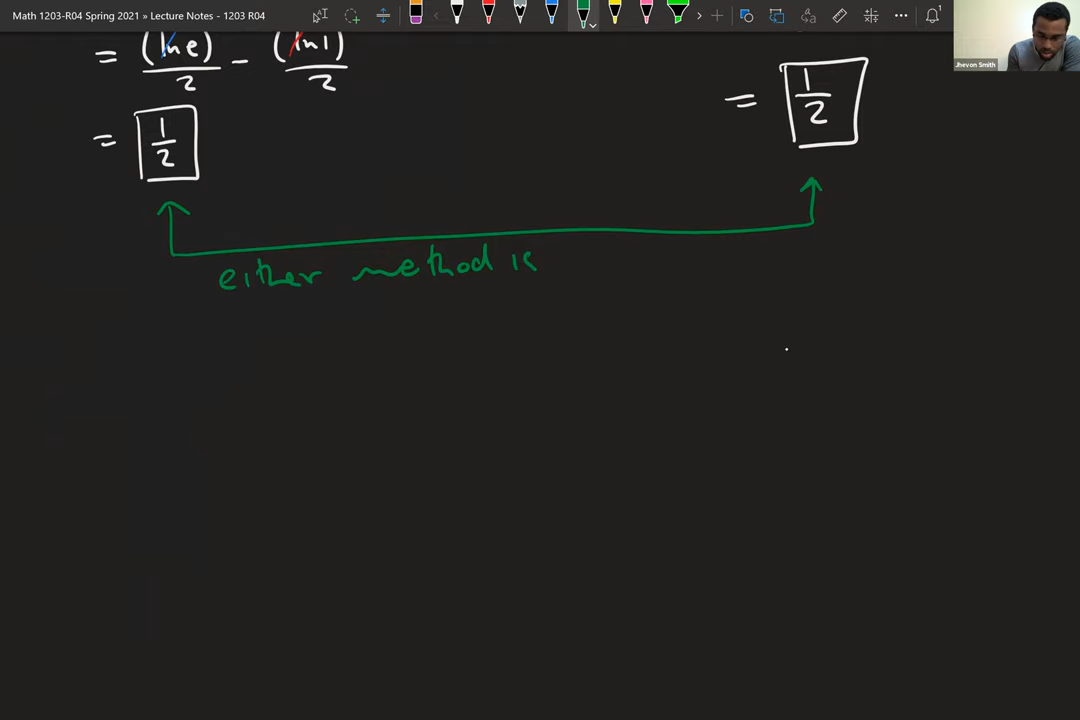 Math 1203-R04 Spring 2021 » Lecture Notes - 1203 R04
Jhevon Smith
= (ln e)/2 - (ln 1)/2
= 1/2
= 1/2
either method is